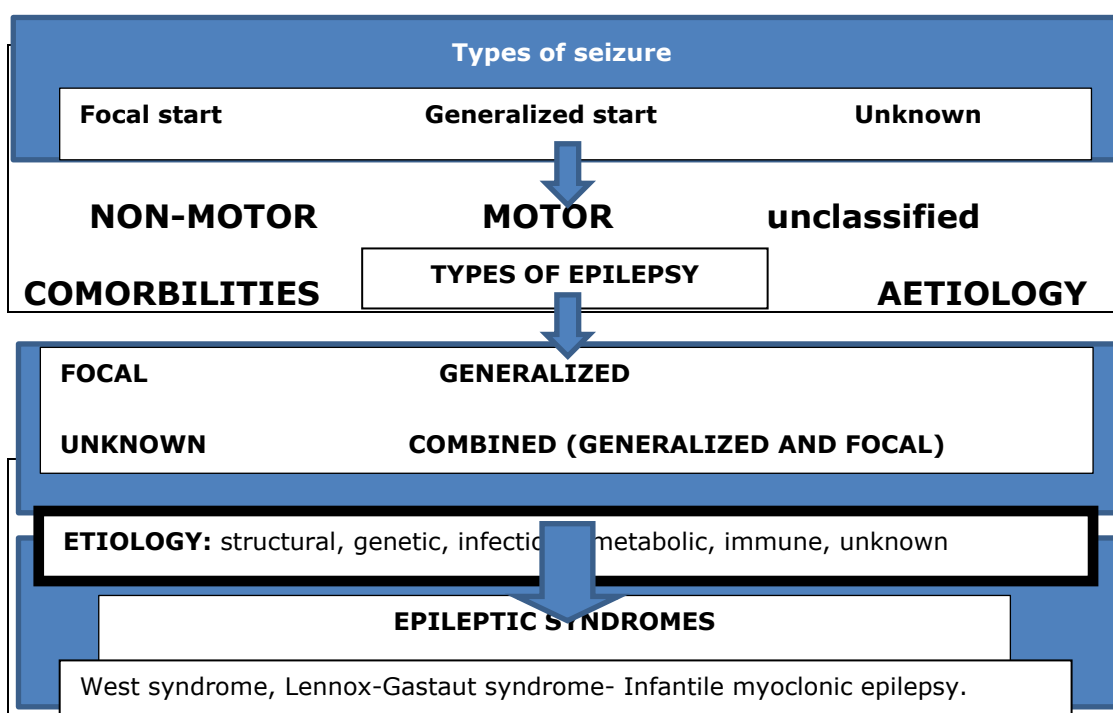 Types of seizure
Focal start Generalized start Unknown
NON-MOTOR MOTOR unclassified
TYPES OF EPILEPSY
COMORBILITIES AETIOLOGY
FOCAL GENERALIZED
UNKNOWN COMBINED (GENERALIZED AND FOCAL)
ETIOLOGY: structural, genetic, metabolic, immune, unknown
EPILEPTIC SYNDROMES
West syndrome, Lennox-Gastaut syndrome- Infantile myoclonic epilepsy.